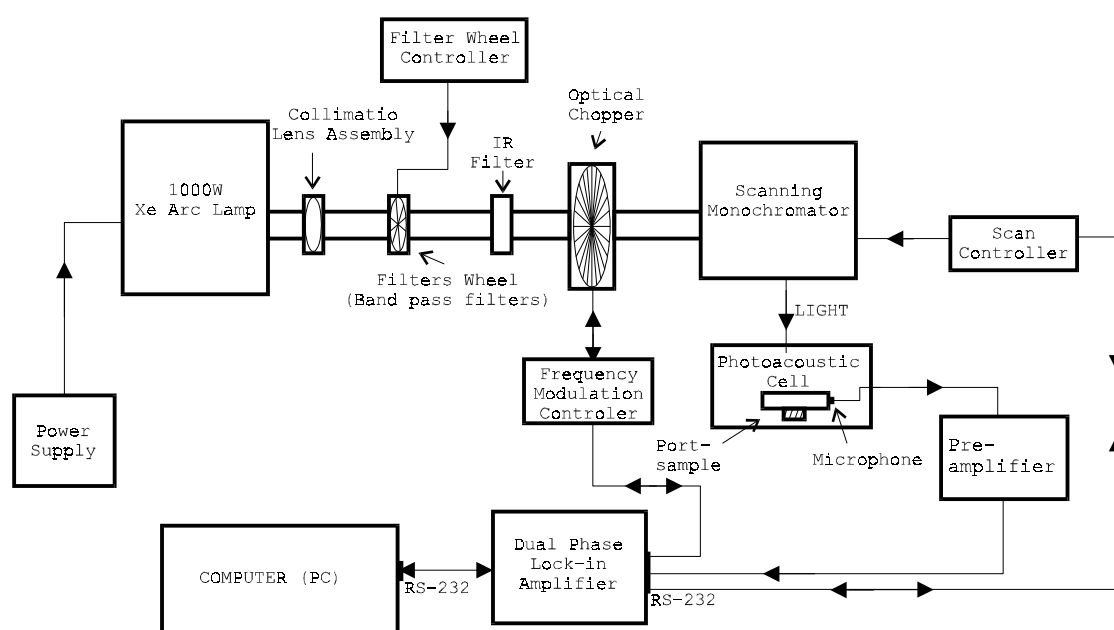 Filter Wheel
Controller
Collimatio
Lens Assembly
Optical
Chopper
IR
Filter
1000W
Xe Arc Lamp
Scanning
Monochromator
Scan
Controller
Filters Wheel
(Band pass filters)
LIGHT
Photoacoustic
Cell
Frequency
Modulation
Controler
Power
Supply
Port-
sample
Microphone
Pre-
amplifier
Dual Phase
Lock-in
Amplifier
COMPUTER (PC)
RS-232
RS-232